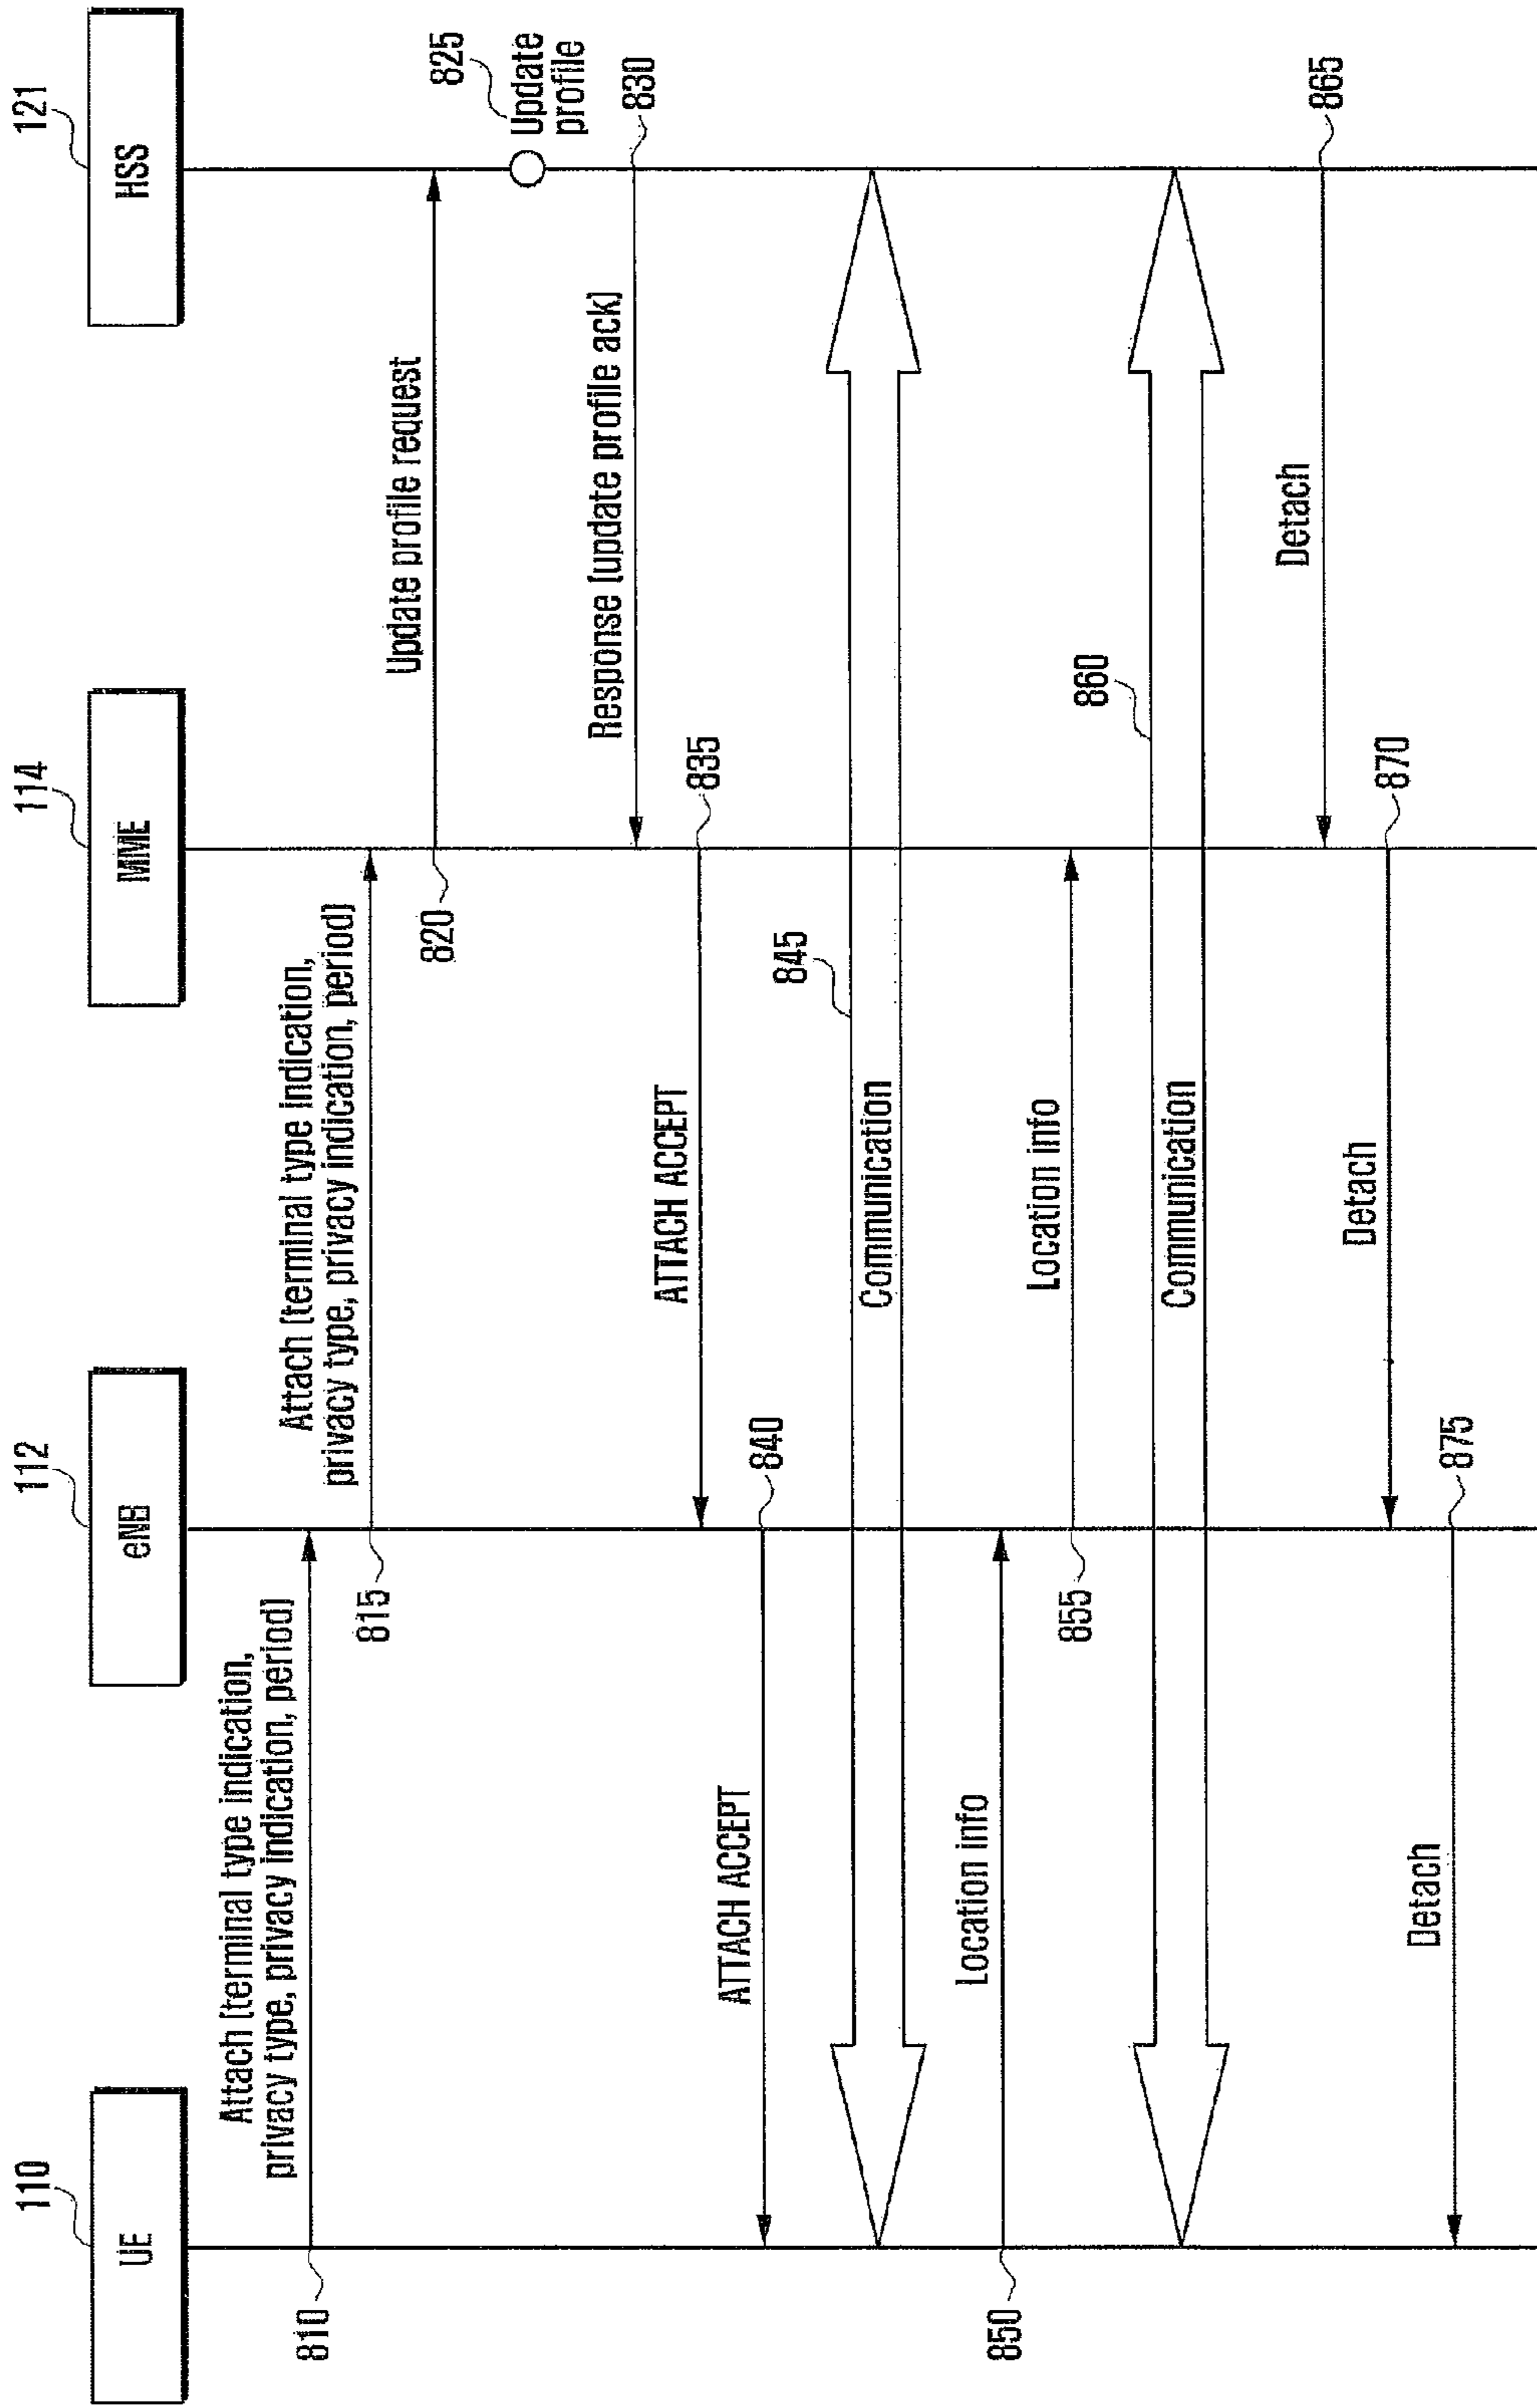 110
UE
112
eNB
114
MME
121
HSS
Attach (terminal type indication,
privacy type, privacy indication, period)
810
Attach (terminal type indication,
privacy type, privacy indication, period)
815
Update profile request
820
825
Update
profile
Response (update profile ack)
830
ATTACH ACCEPT
835
ATTACH ACCEPT
840
845
Communication
Location info
850
Location info
855
860
Communication
Detach
865
Detach
870
Detach
875